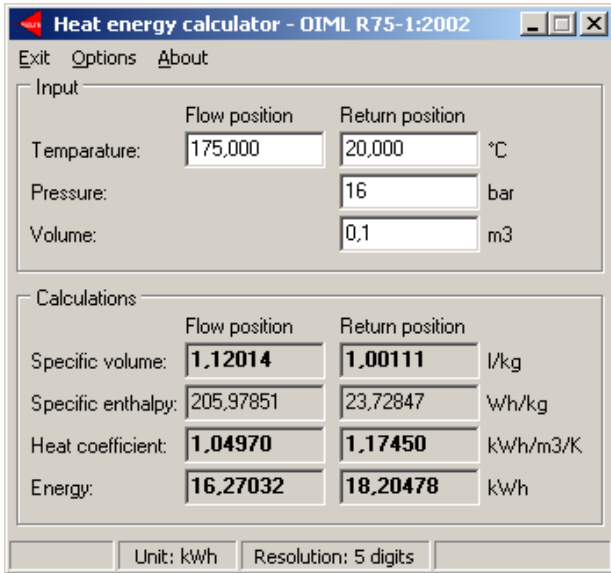 Heat energy calculator - OIML R75-1:2002
Exit Options About
Input
Flow position Return position
Temparature: 175,000 20,000 °C
Pressure: 16 bar
Volume: 0,1 m3
Calculations
Flow position Return position
Specific volume: 1,12014 1,00111 l/kg
Specific enthalpy: 205,97851 23,72847 Wh/kg
Heat coefficient: 1,04970 1,17450 kWh/m3/K
Energy: 16,27032 18,20478 kWh
Unit: kWh Resolution: 5 digits